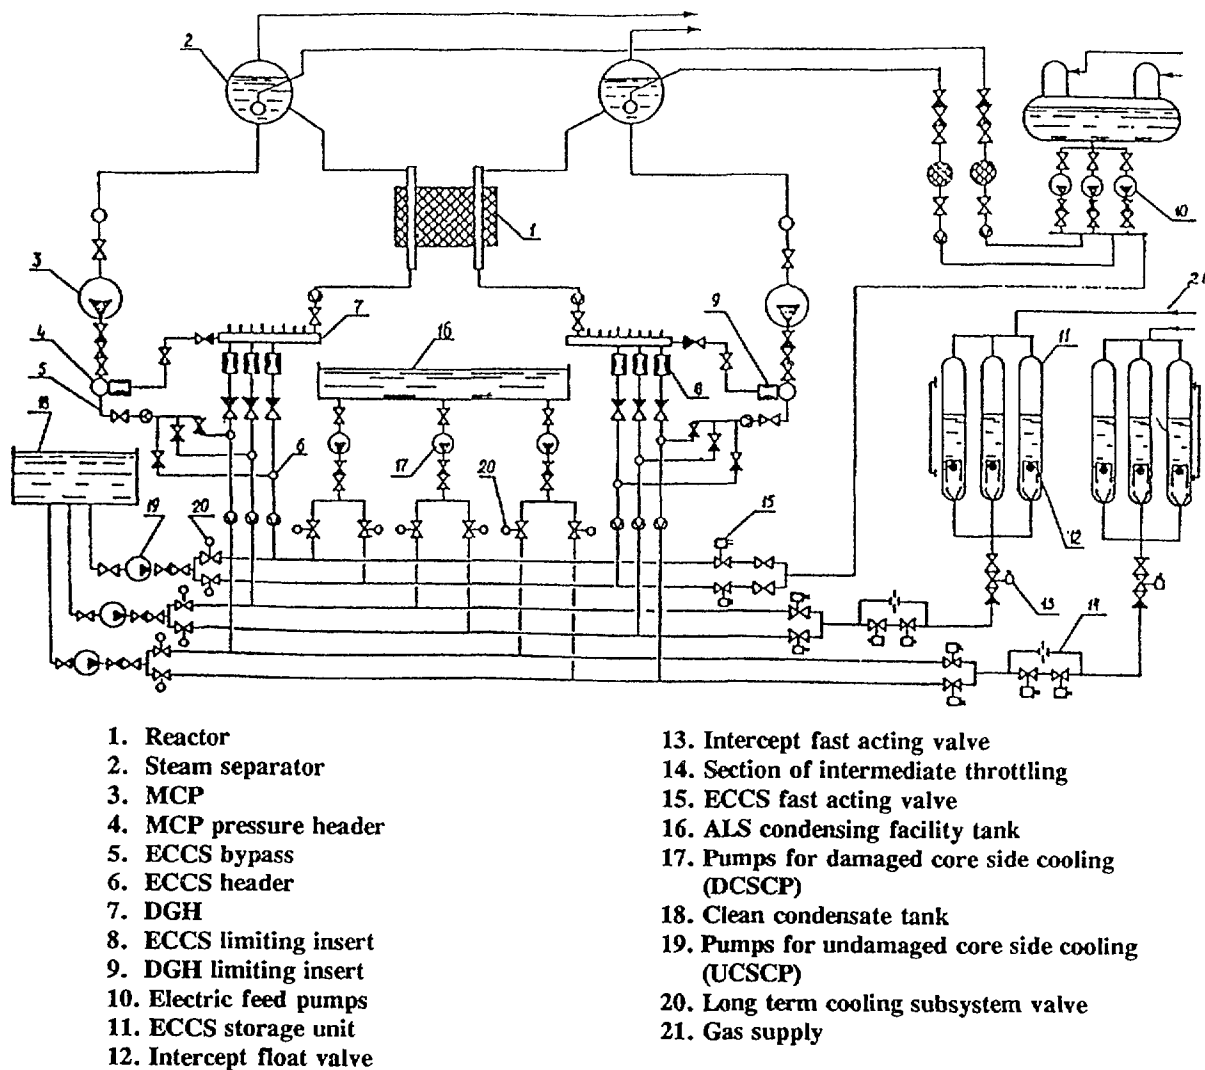 2
1
3
4
5
18
7
16
9
8
6
17
20
19
20
15
10
21
11
12
13
14
1. Reactor
2. Steam separator
3. MCP
4. MCP pressure header
5. ECCS bypass
6. ECCS header
7. DGH
8. ECCS limiting insert
9. DGH limiting insert
10. Electric feed pumps
11. ECCS storage unit
12. Intercept float valve
13. Intercept fast acting valve
14. Section of intermediate throttling
15. ECCS fast acting valve
16. ALS condensing facility tank
17. Pumps for damaged core side cooling
(DCSCP)
18. Clean condensate tank
19. Pumps for undamaged core side cooling
(UCSCP)
20. Long term cooling subsystem valve
21. Gas supply